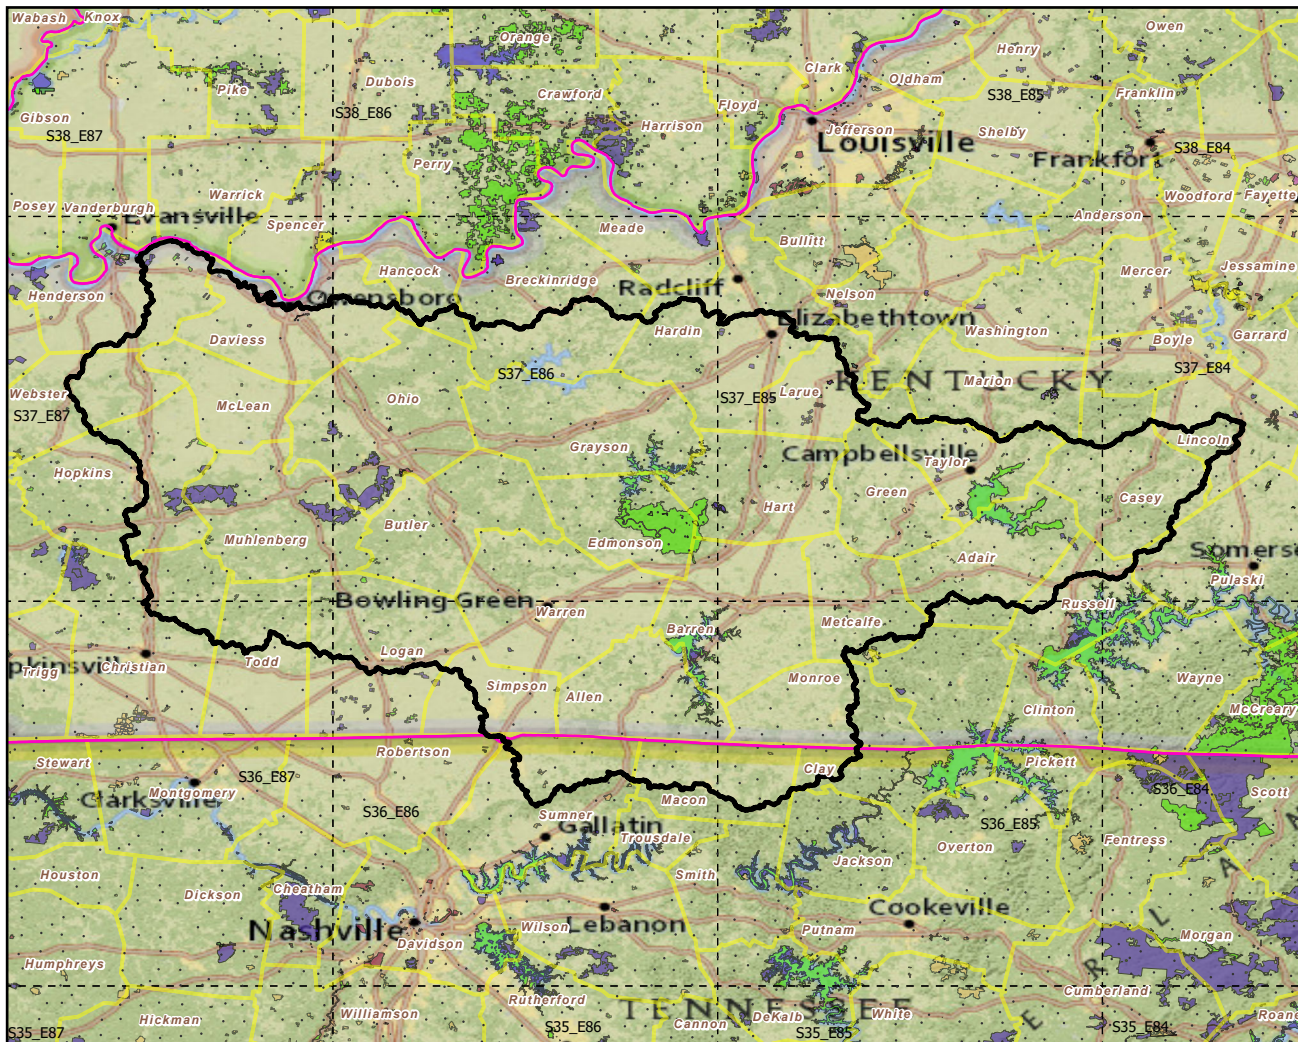 Wabash
Knox
Owen
Orange
Henry
Clark
Oldham
Dubois
Pike
Crawford
Franklin
S38_E85
Floyd
S38_E86
Gibson
Harrison
Jefferson
Shelby
S38_E87
Louisville
S38_E84
Perry
Frankfor
Warrick
Woodford
Fayette
Posey
Vanderburgh
Evansville
Anderson
Spencer
Meade
Bullitt
Jessamine
Hancock
Mercer
Breckinridge
Radcliff
Henderson
Nelson
Owensboro
Elizabethtown
Hardin
Washington
Garrard
Daviess
Boyle
S37_E86
S37_E84
KENTUCKY
Marion
Webster
Larue
S37_E85
Ohio
McLean
S37_E87
Lincoln
Grayson
Campbellsville
Taylor
Hopkins
Green
Casey
Hart
Butler
Muhlenberg
Edmonson
Somers
Adair
Pulaski
Bowling Green
Russell
Warren
Metcalfe
Barren
Logan
Todd
pkinsvill
Christian
Trigg
Monroe
Wayne
Simpson
Allen
Clinton
McCreary
Robertson
Stewart
Pickett
Clay
S36_E87
Montgomery
Clarksville
S36_E84
Scott
Macon
S36_E86
Sumner
S36_E85
Gallatin
Trousdale
A
Fentress
Overton
Jackson
A
Houston
Smith
Cheatham
Dickson
L
Cookeville
Nashville
Wilson
Lebanon
Putnam
Morgan
Davidson
Humphreys
R
Cumberland
Rutherford
TENNESSEE
Williamson
Hickman
White
DeKalb
Roane
E
Cannon
S35_E87
S35_E86
S35_E85
S35_E84